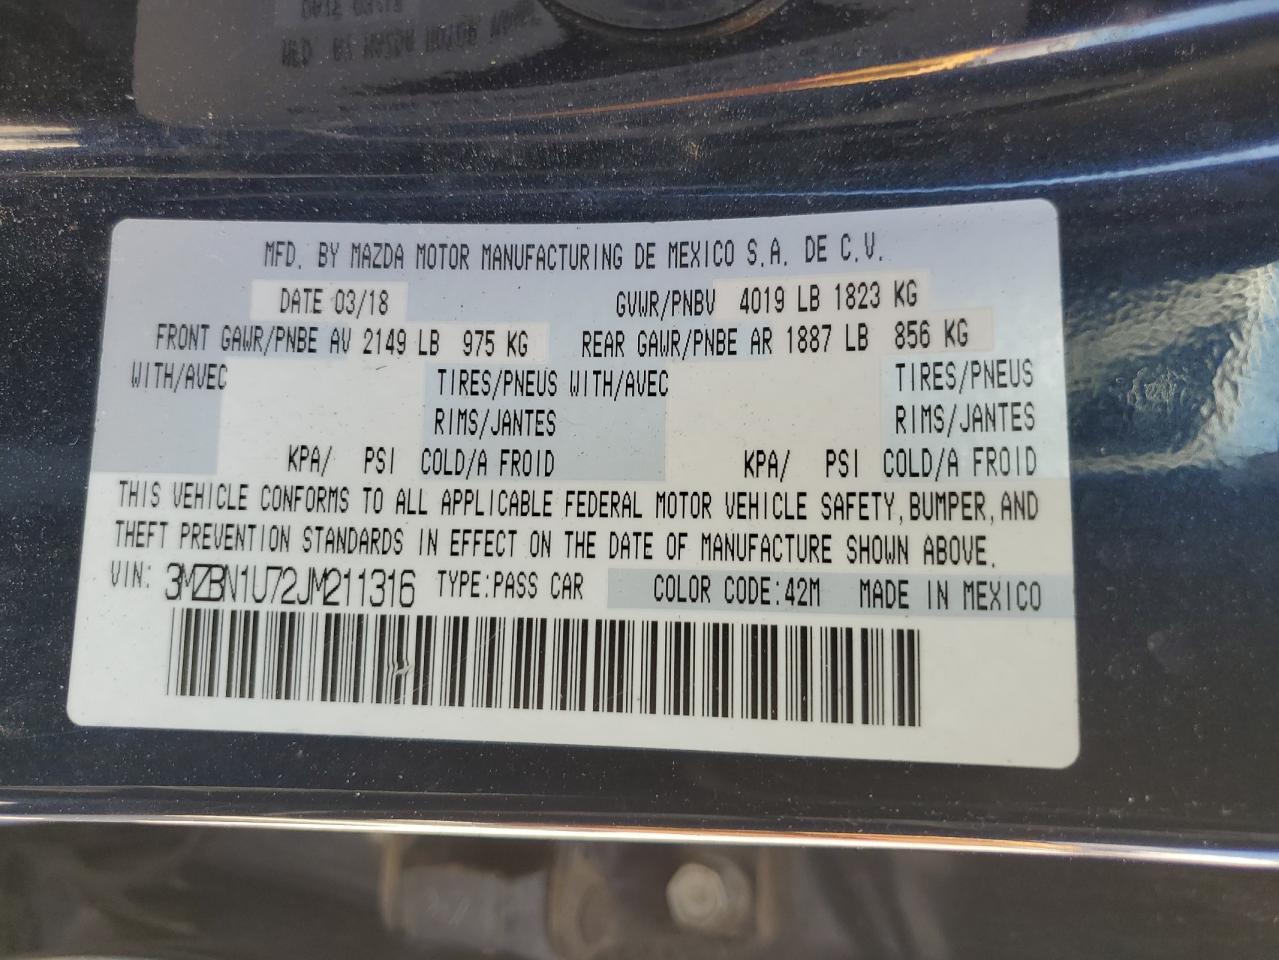 MFD. BY MAZDA MOTOR MANUFACTURING DE MEXICO S.A. DE C.V.
DATE 03/18 GVWR/PNBV 4019 LB 1823 KG
FRONT GAWR/PNBE AV 2149 LB 975 KG REAR GAWR/PNBE AR 1887 LB 856 KG
WITH/AVEC TIRES/PNEUS WITH/AVEC TIRES/PNEUS
RIMS/JANTES RIMS/JANTES
KPA/ PSI COLD/A FROID KPA/ PSI COLD/A FROID
THIS VEHICLE CONFORMS TO ALL APPLICABLE FEDERAL MOTOR VEHICLE SAFETY, BUMPER, AND
THEFT PREVENTION STANDARDS IN EFFECT ON THE DATE OF MANUFACTURE SHOWN ABOVE.
VIN: 3MZBN1U72JM211316 TYPE:PASS CAR COLOR CODE:42M MADE IN MEXICO